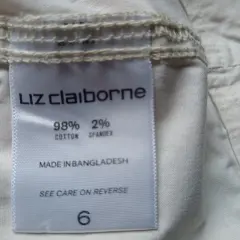 Liz claiborne
98% 2%
COTTON SPANDEX
MADE IN BANGLADESH
SEE CARE ON REVERSE
6